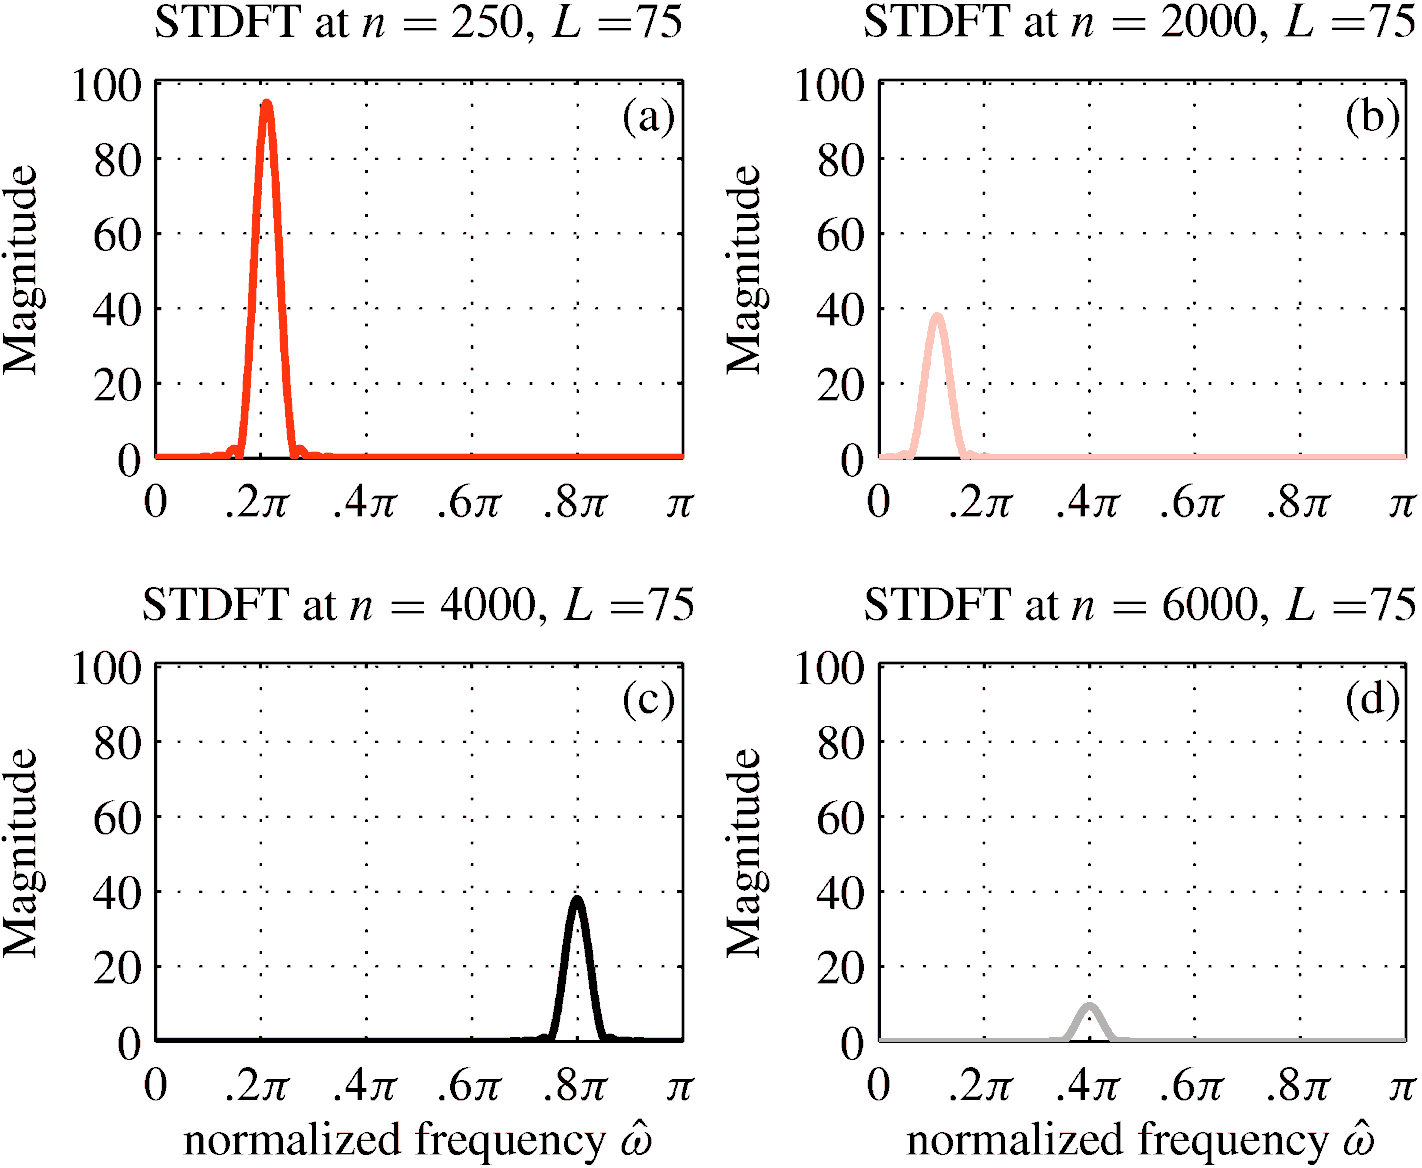 STDFT at n = 250, L =75
100
80
60
40
20
0
Magnitude
(a)
0 .2π .4π .6π .8π π
STDFT at n = 2000, L =75
100
80
60
40
20
0
Magnitude
(b)
0 .2π .4π .6π .8π π
STDFT at n = 4000, L =75
100
80
60
40
20
0
Magnitude
(c)
0 .2π .4π .6π .8π π
normalized frequency ω̂
STDFT at n = 6000, L =75
100
80
60
40
20
0
Magnitude
(d)
0 .2π .4π .6π .8π π
normalized frequency ω̂